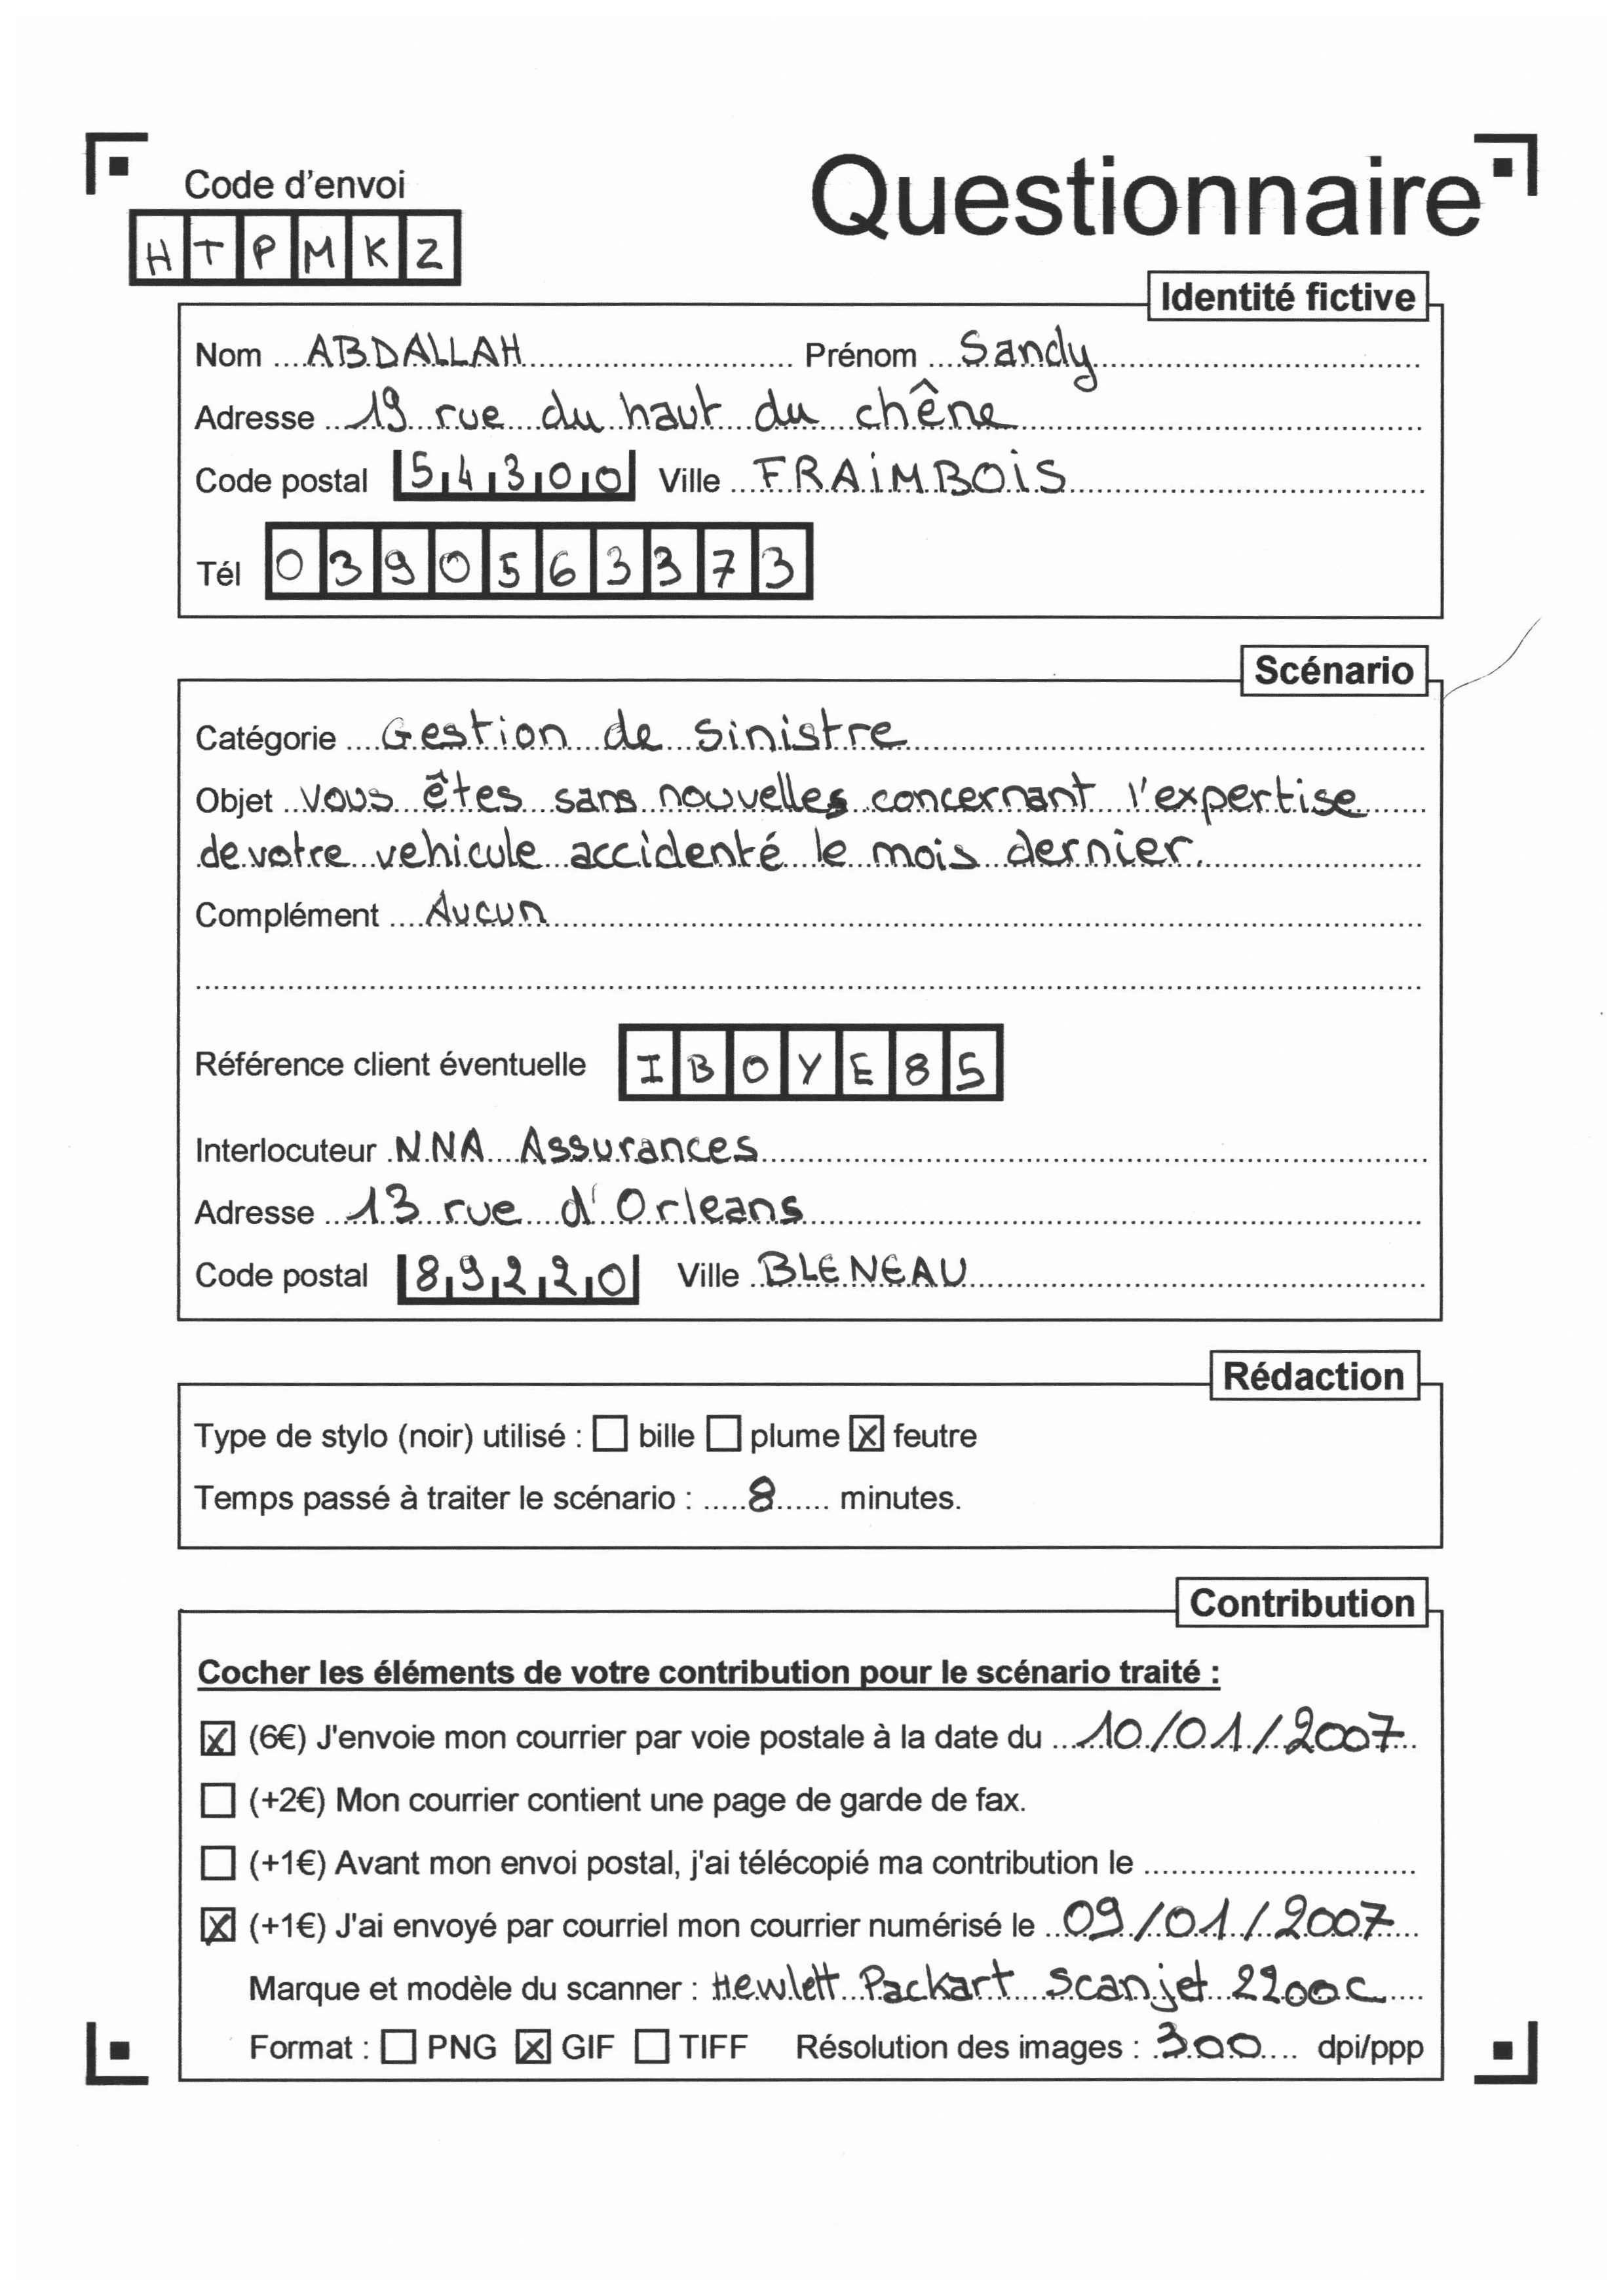 Code d'envoi
Questionnaire
HTPMKZ
Identité fictive
Nom ABDALLAH Prénom Sandy
Adresse 19 rue du haut du chêne
Code postal 54300 Ville FRAIMBOIS
Tél 0390563373
Scénario
Catégorie Gestion de sinistre
Objet Vous êtes sans nouvelles concernant l'expertise
de votre vehicule accidenté le mois dernier.
Complément Aucun
Référence client éventuelle IBOYE85
Interlocuteur NNA Assurances
Adresse 13 rue d'Orleans
Code postal 89220 Ville BLENEAU
Rédaction
Type de stylo (noir) utilisé : ☐ bille ☐ plume ☒ feutre
Temps passé à traiter le scénario : 8 minutes.
Contribution
Cocher les éléments de votre contribution pour le scénario traité :
☒ (6€) J'envoie mon courrier par voie postale à la date du 10/01/2007
☐ (+2€) Mon courrier contient une page de garde de fax.
☐ (+1€) Avant mon envoi postal, j'ai télécopié ma contribution le
☒ (+1€) J'ai envoyé par courriel mon courrier numérisé le 09/01/2007
Marque et modèle du scanner : Hewlett Packart Scanjet 2200c
Format : ☐ PNG ☒ GIF ☐ TIFF Résolution des images : 300 dpi/ppp